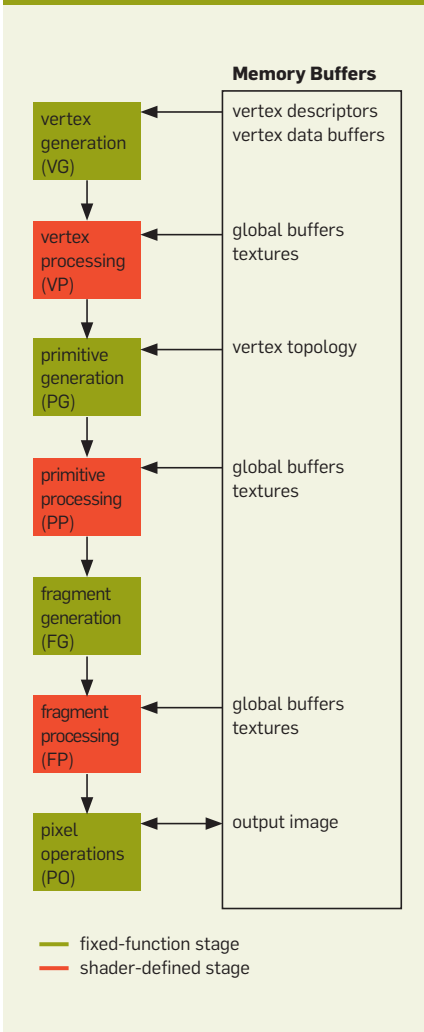 Memory Buffers
vertex
generation
(VG)
vertex descriptors
vertex data buffers
vertex
processing
(VP)
global buffers
textures
primitive
generation
(PG)
vertex topology
primitive
processing
(PP)
global buffers
textures
fragment
generation
(FG)
fragment
processing
(FP)
global buffers
textures
pixel
operations
(PO)
output image
fixed-function stage
shader-defined stage